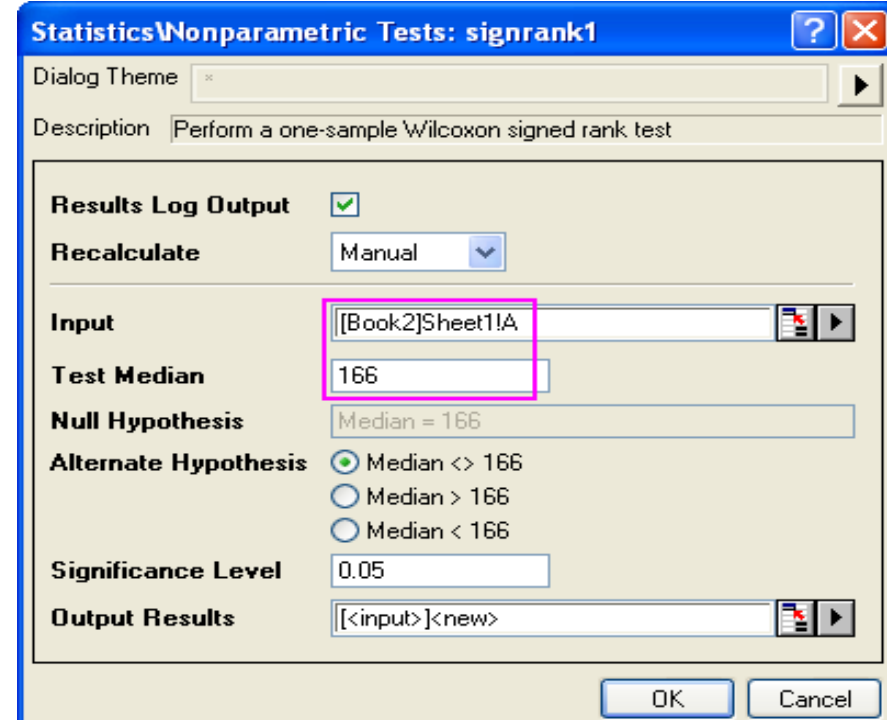 Statistics\Nonparametric Tests: signrank1
Dialog Theme *
Description Perform a one-sample Wilcoxon signed rank test
Results Log Output
Recalculate Manual
Input [Book2]Sheet1!A
Test Median 166
Null Hypothesis Median = 166
Alternate Hypothesis Median <> 166
Median > 166
Median < 166
Significance Level 0.05
Output Results [<input>]<new>
OK Cancel